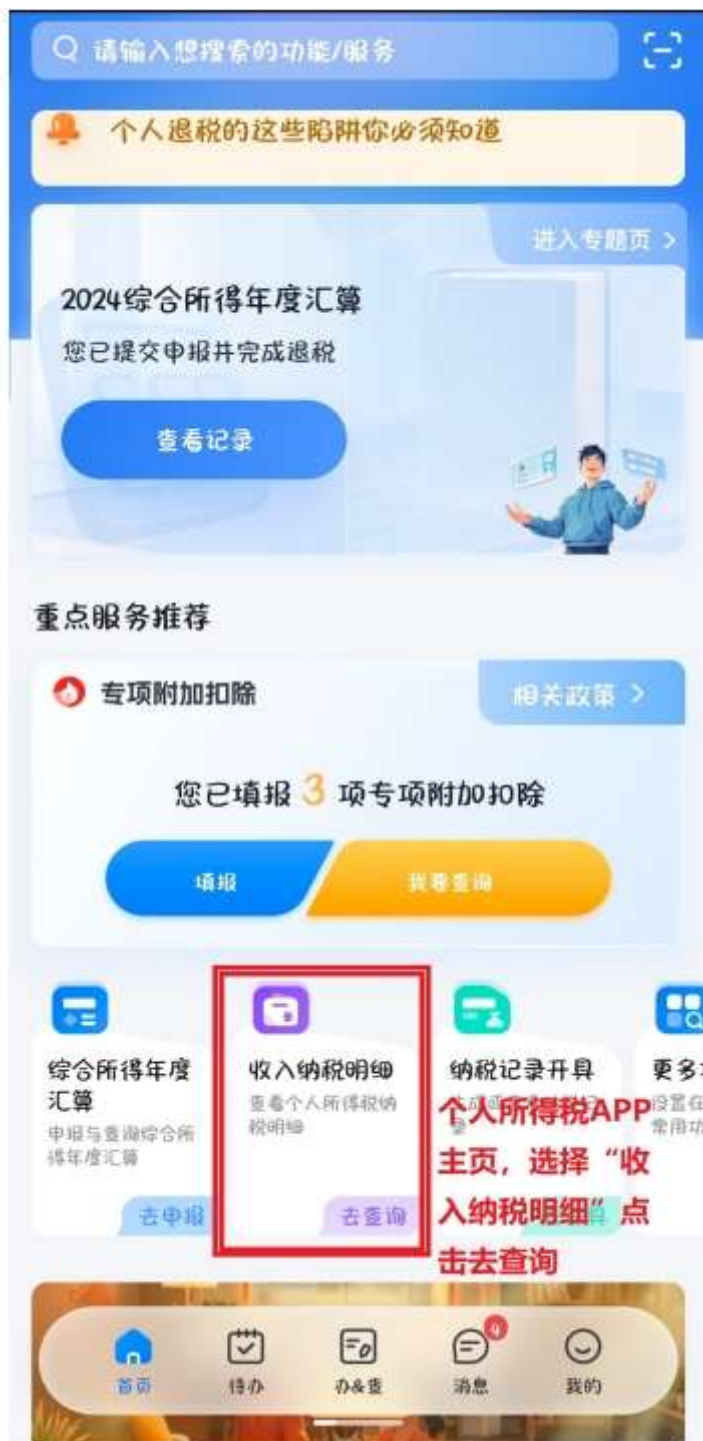 请输入想搜索的功能/服务
个人退税的这些陷阱你必须知道
进入专题页 >
2024综合所得年度汇算
您已提交申报并完成退税
查看记录
重点服务推荐
专项附加扣除
相关政策 >
您已填报 3 项专项附加扣除
填报
我要查询
综合所得年度
汇算
申报与查询综合所
得年度汇算
去申报
收入纳税明细
查看个人所得税纳
税明细
去查询
纳税记录开具
个人所得税APP
主页，选择“收
入纳税明细”点
击去查询
更多
设置在
常用功
首页
待办
办&查
消息
4
我的